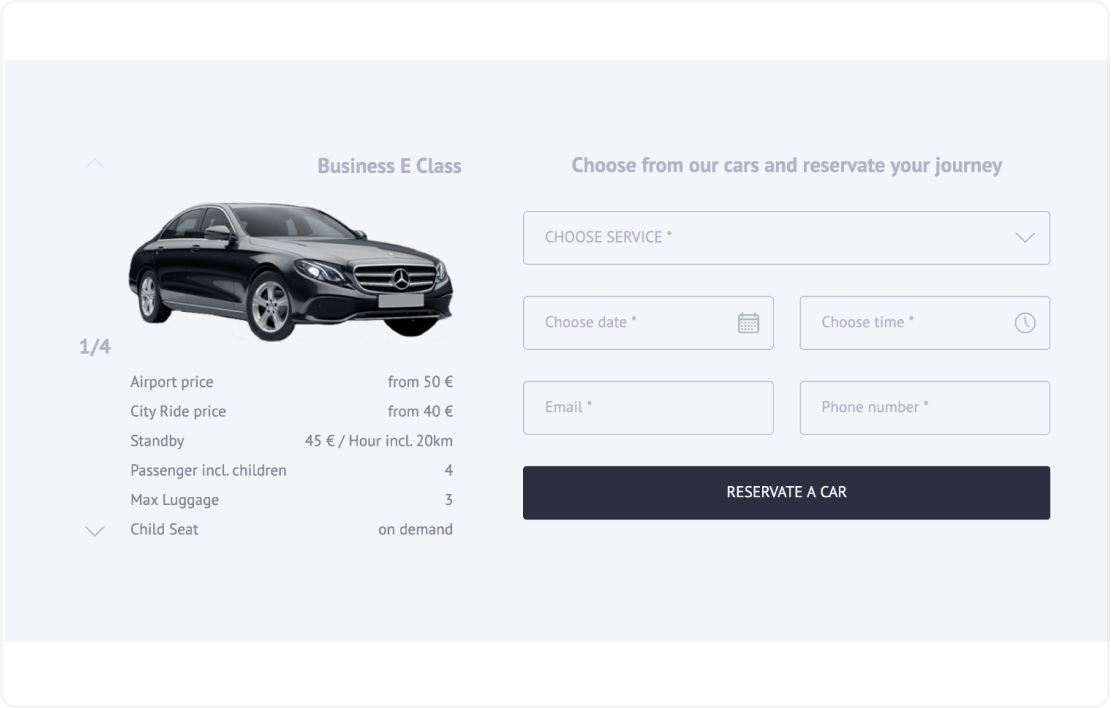 Business E Class
1/4
Airport price from 50 €
City Ride price from 40 €
Standby 45 € / Hour incl. 20km
Passenger incl. children 4
Max Luggage 3
Child Seat on demand
Choose from our cars and reservate your journey
CHOOSE SERVICE *
Choose date *
Choose time *
Email *
Phone number *
RESERVATE A CAR